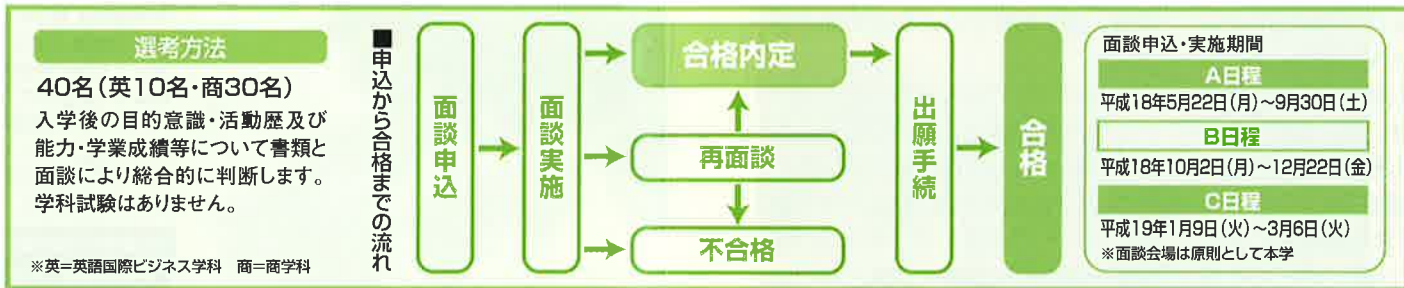 選考方法
40名(英10名・商30名)
入学後の目的意識・活動歴及び
能力・学業成績等について書類と
面談により総合的に判断します。
学科試験はありません。
※英=英語国際ビジネス学科 商=商学科
■申込から合格までの流れ
面談申込
面談実施
合格内定
再面談
不合格
出願手続
合格
面談申込・実施期間
A日程
平成18年5月22日(月)~9月30日(土)
B日程
平成18年10月2日(月)~12月22日(金)
C日程
平成19年1月9日(火)~3月6日(火)
※面談会場は原則として本学